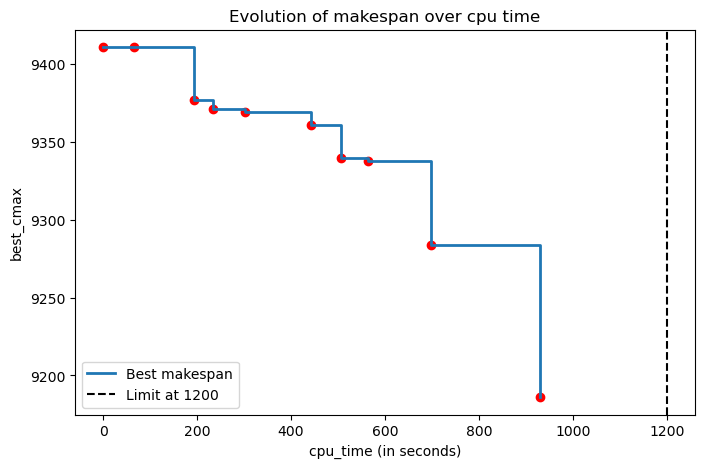 Evolution of makespan over cpu time
best_cmax
9400
9350
9300
9250
9200
Best makespan
Limit at 1200
0 200 400 600 800 1000 1200
cpu_time (in seconds)